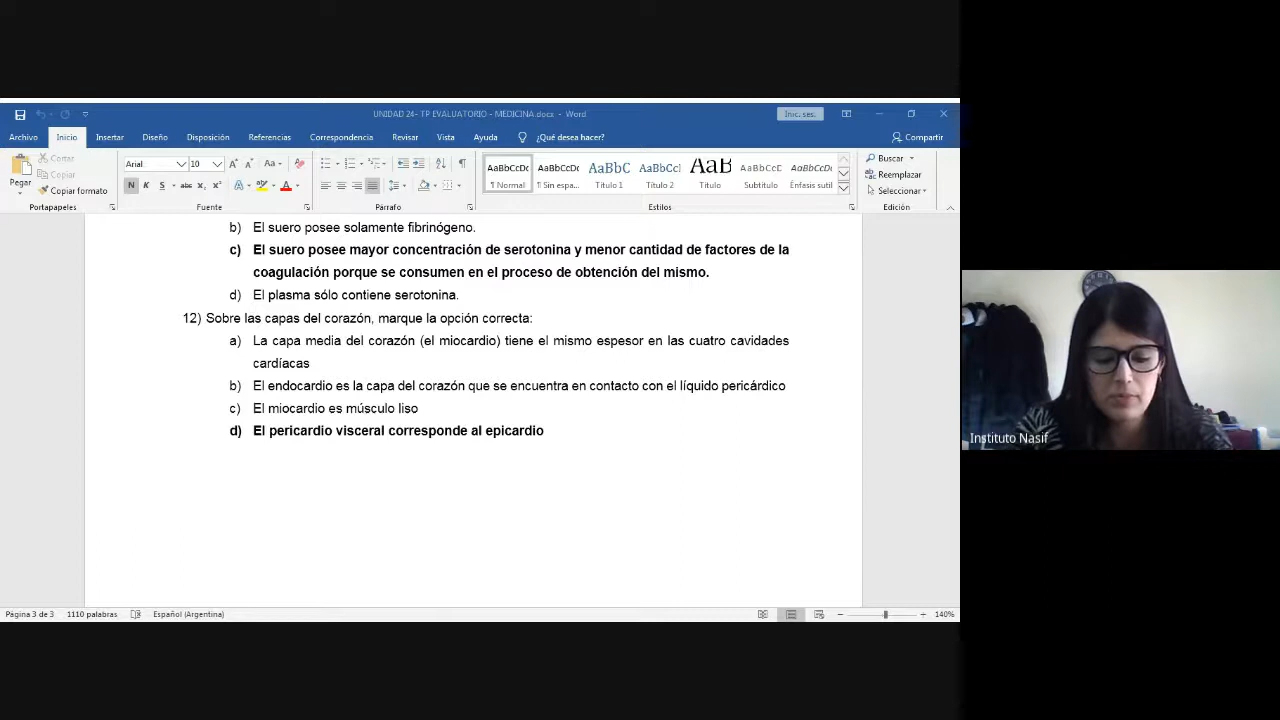 UNIDAD 24- TP EVALUATORIO - MEDICINA.docx - Word
Inic. ses.
Archivo Inicio Insertar Diseño Disposición Referencias Correspondencia Revisar Vista Ayuda ¿Qué desea hacer? Compartir
Pegar
Cortar
Copiar
Copiar formato
Portapapeles
Arial 10
N K S abc
Fuente
Párrafo
AaBbCcDc AaBbCcDc AaBbC AaBbCcI AaB AaBbCcD AaBbCcDc
¶ Normal ¶ Sin espa... Título 1 Título 2 Título Subtítulo Énfasis sutil
Estilos
Buscar
Reemplazar
Seleccionar
Edición
b) El suero posee solamente fibrinógeno.
c) El suero posee mayor concentración de serotonina y menor cantidad de factores de la
coagulación porque se consumen en el proceso de obtención del mismo.
d) El plasma sólo contiene serotonina.
12) Sobre las capas del corazón, marque la opción correcta:
a) La capa media del corazón (el miocardio) tiene el mismo espesor en las cuatro cavidades
cardíacas
b) El endocardio es la capa del corazón que se encuentra en contacto con el líquido pericárdico
c) El miocardio es músculo liso
d) El pericardio visceral corresponde al epicardio
Página 3 de 3 1110 palabras Español (Argentina) 140%
Instituto Nasif